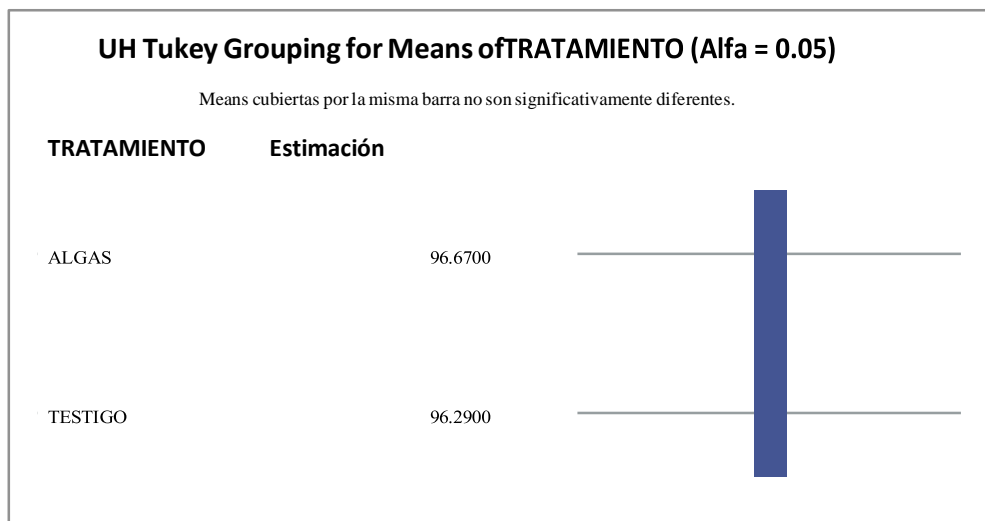 UH Tukey Grouping for Means ofTRATAMIENTO (Alfa = 0.05)
Means cubiertas por la misma barra no son significativamente diferentes.
TRATAMIENTO Estimación
ALGAS 96.6700
TESTIGO 96.2900